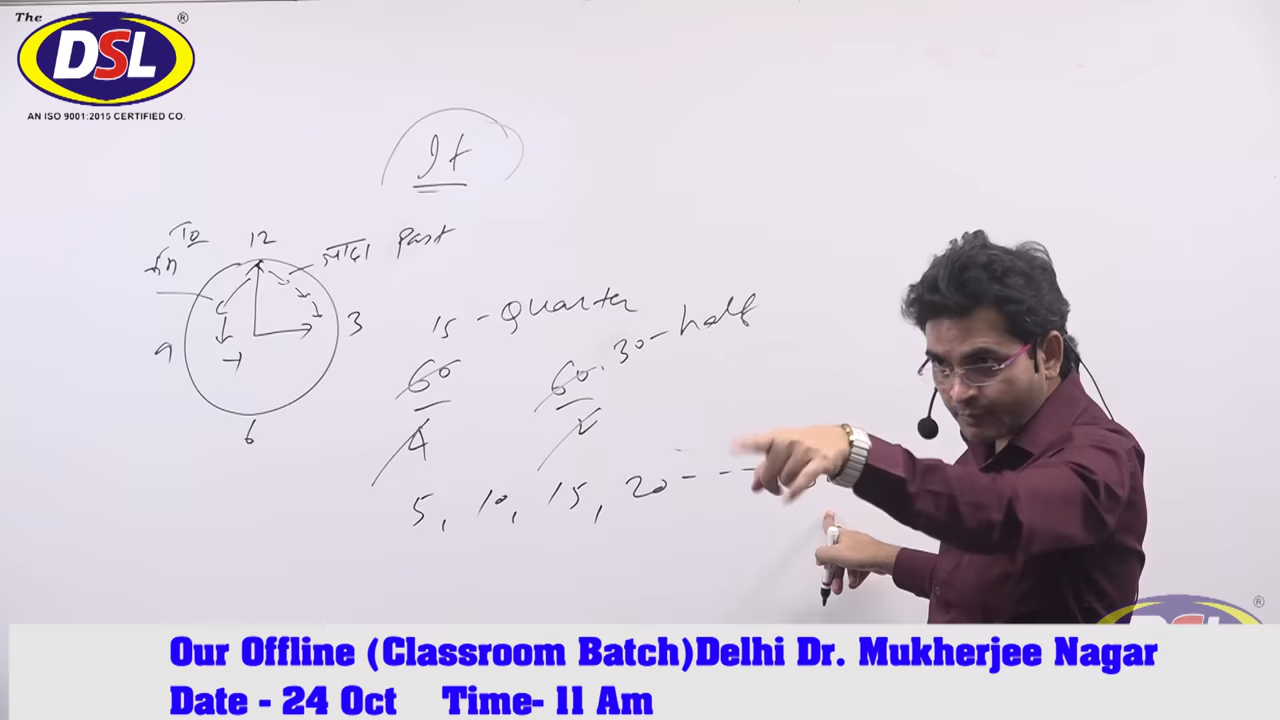 The
DSL ®
AN ISO 9001:2015 CERTIFIED CO.
It
To 12 Past
9 3
6
15 - Quarter
60
4
60 . 30 - half
2
5, 10, 15, 20 - - -
DSL ®
Our Offline (Classroom Batch)Delhi Dr. Mukherjee Nagar
Date - 24 Oct Time- 11 Am